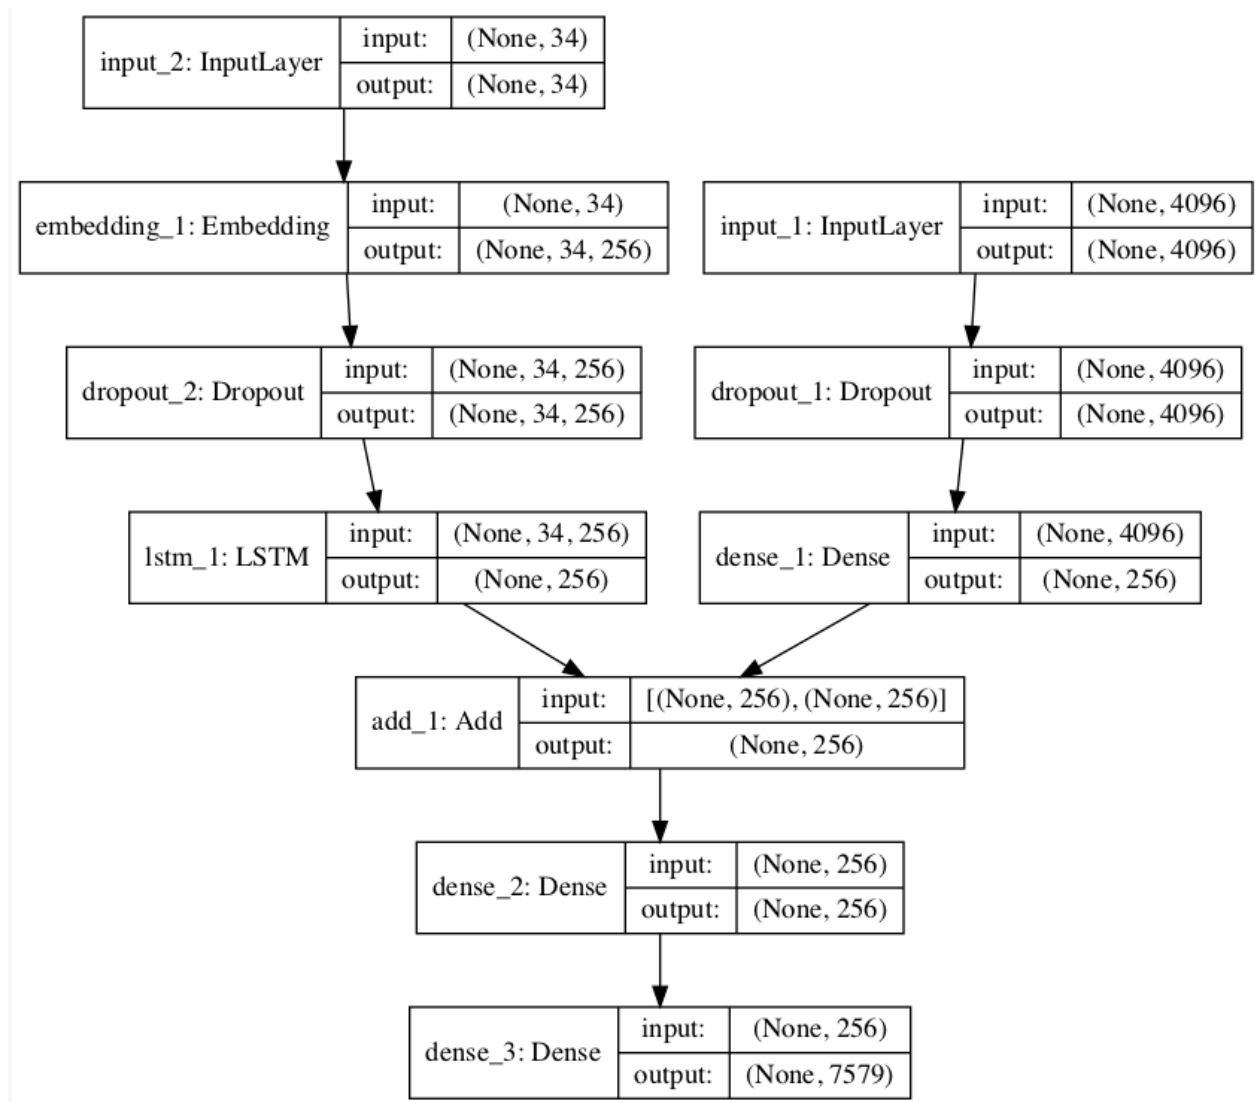 input_2: InputLayer
input: (None, 34)
output: (None, 34)
embedding_1: Embedding
input: (None, 34)
output: (None, 34, 256)
input_1: InputLayer
input: (None, 4096)
output: (None, 4096)
dropout_2: Dropout
input: (None, 34, 256)
output: (None, 34, 256)
dropout_1: Dropout
input: (None, 4096)
output: (None, 4096)
lstm_1: LSTM
input: (None, 34, 256)
output: (None, 256)
dense_1: Dense
input: (None, 4096)
output: (None, 256)
add_1: Add
input: [(None, 256), (None, 256)]
output: (None, 256)
dense_2: Dense
input: (None, 256)
output: (None, 256)
dense_3: Dense
input: (None, 256)
output: (None, 7579)